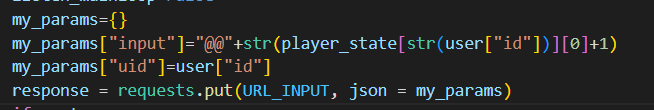 my_params={}
my_params["input"]="@@"+str(player_state[str(user["id"])][0]+1)
my_params["uid"]=user["id"]
response = requests.put(URL_INPUT, json = my_params)